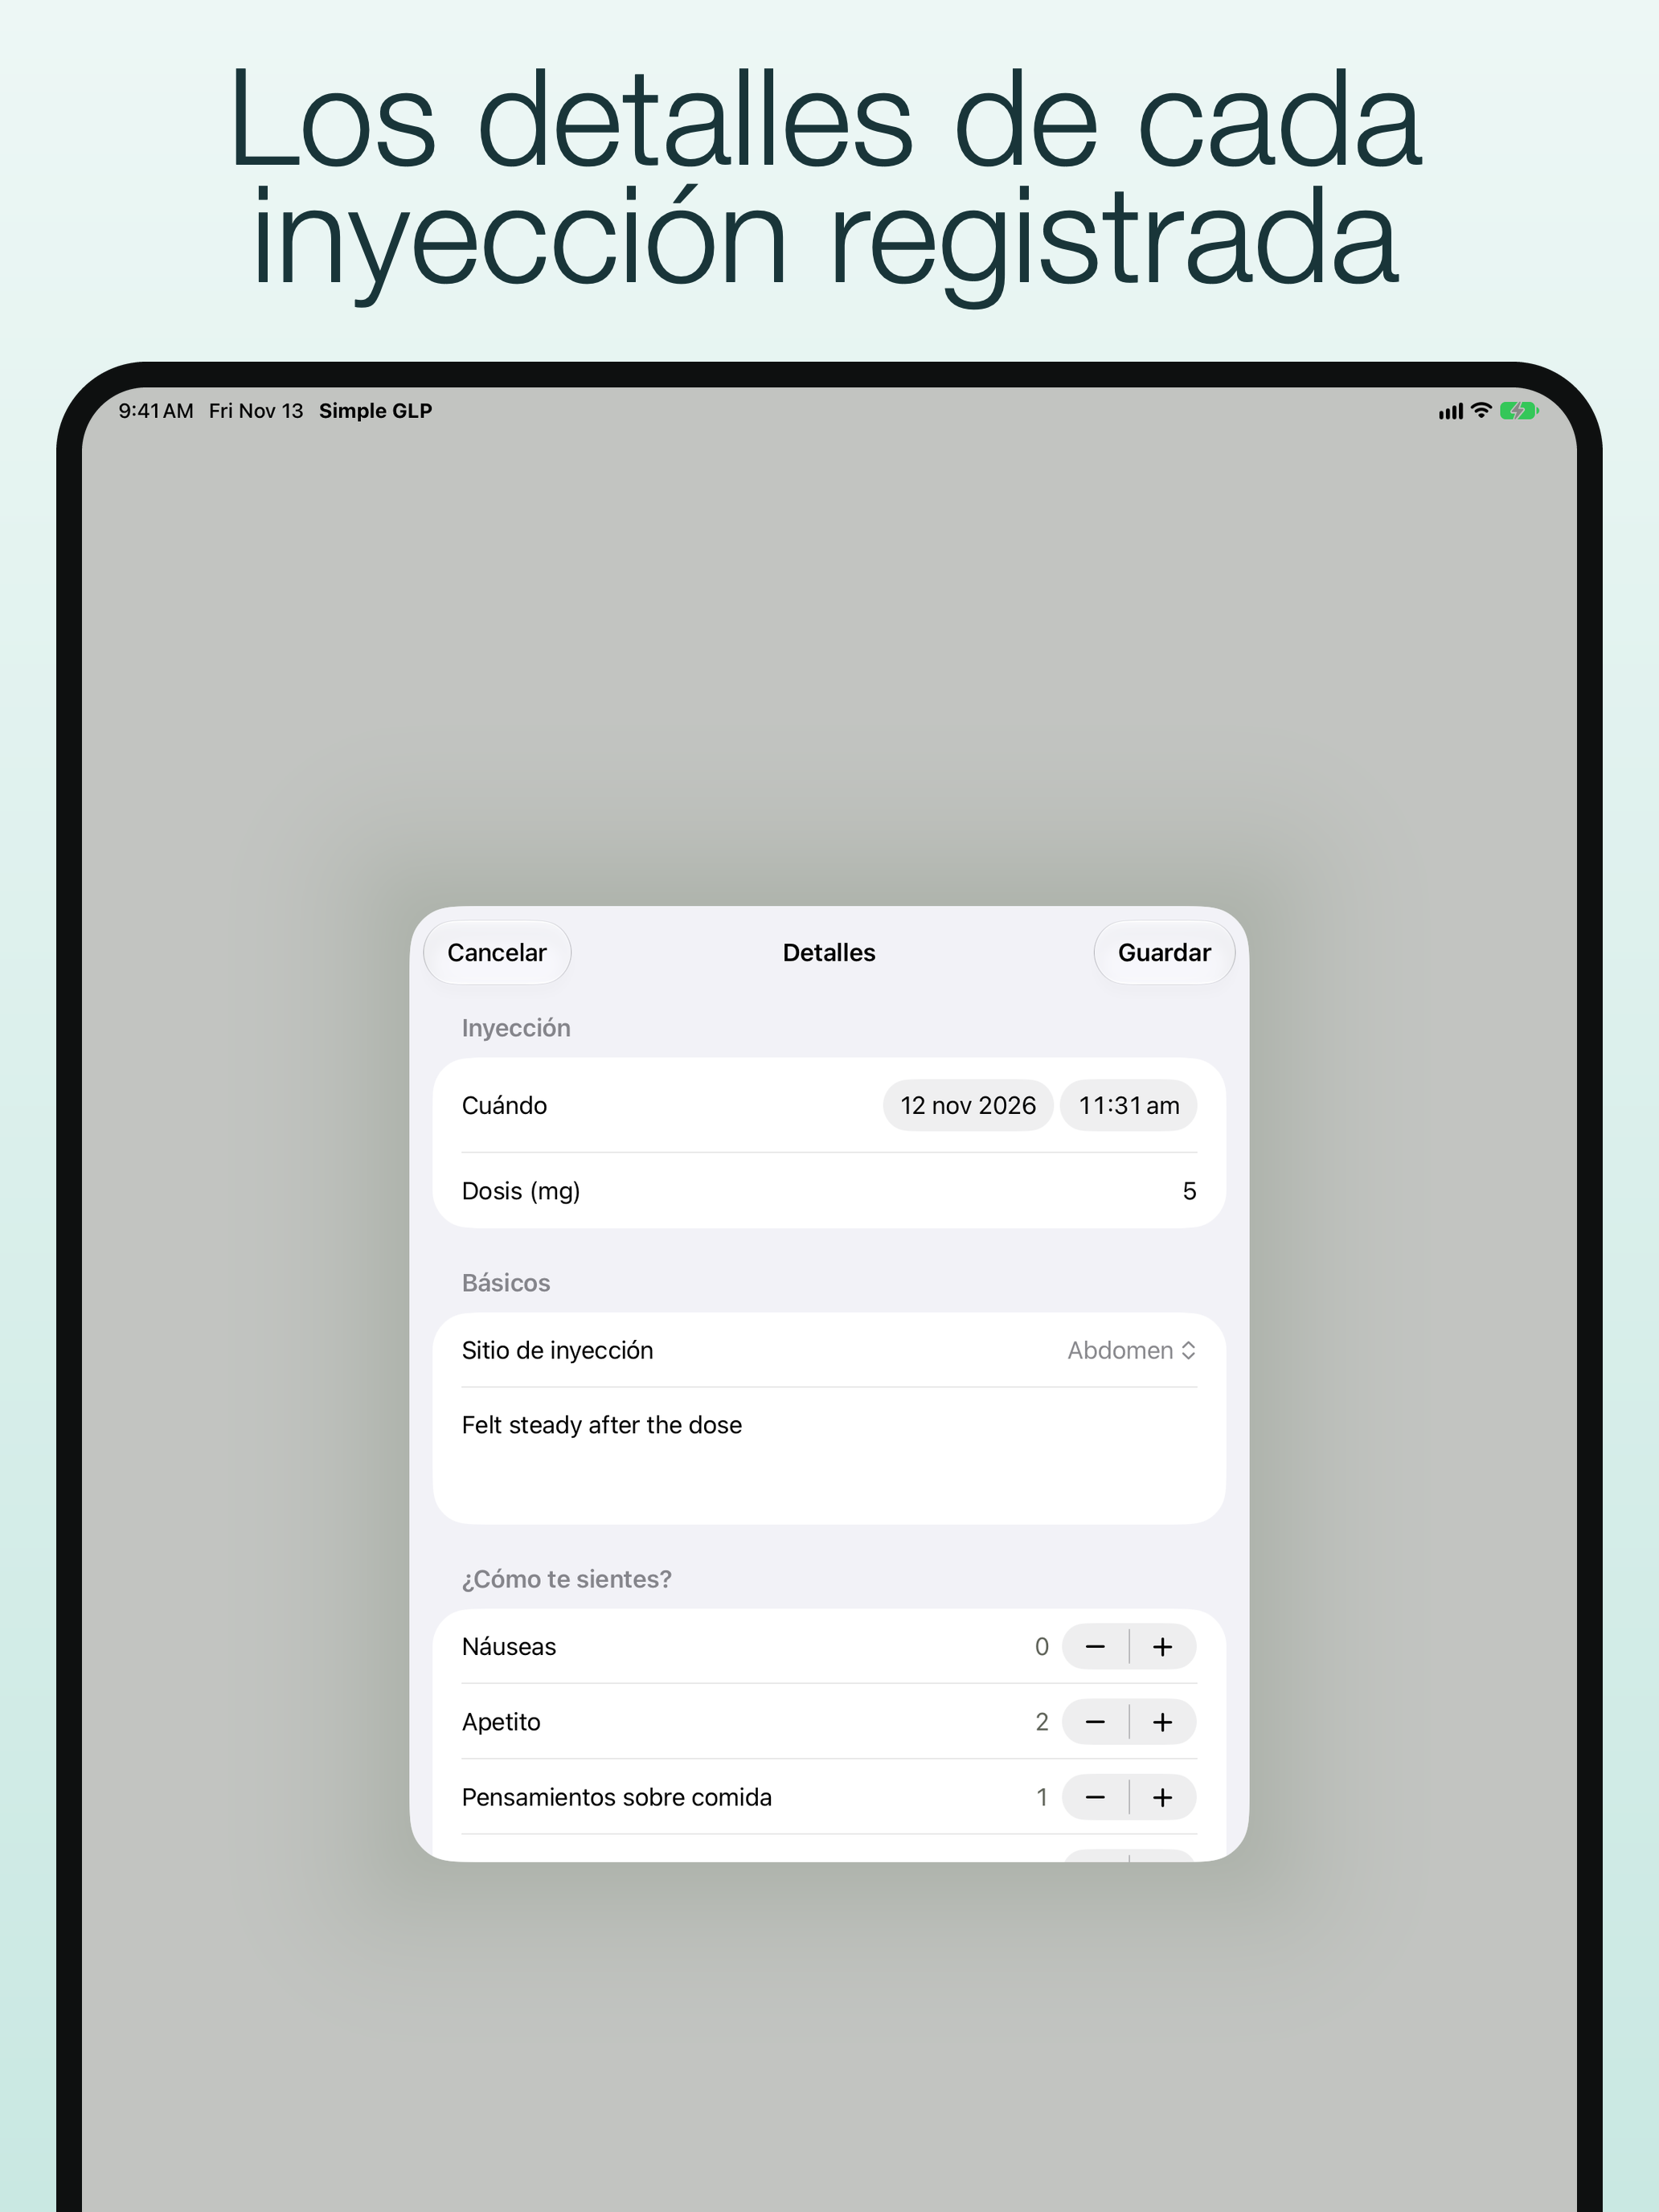 Los detalles de cada
inyección registrada
9:41 AM Fri Nov 13 Simple GLP
Cancelar Detalles Guardar
Inyección
Cuándo 12 nov 2026 11:31 am
Dosis (mg) 5
Básicos
Sitio de inyección Abdomen
Felt steady after the dose
¿Cómo te sientes?
Náuseas 0 − +
Apetito 2 − +
Pensamientos sobre comida 1 − +